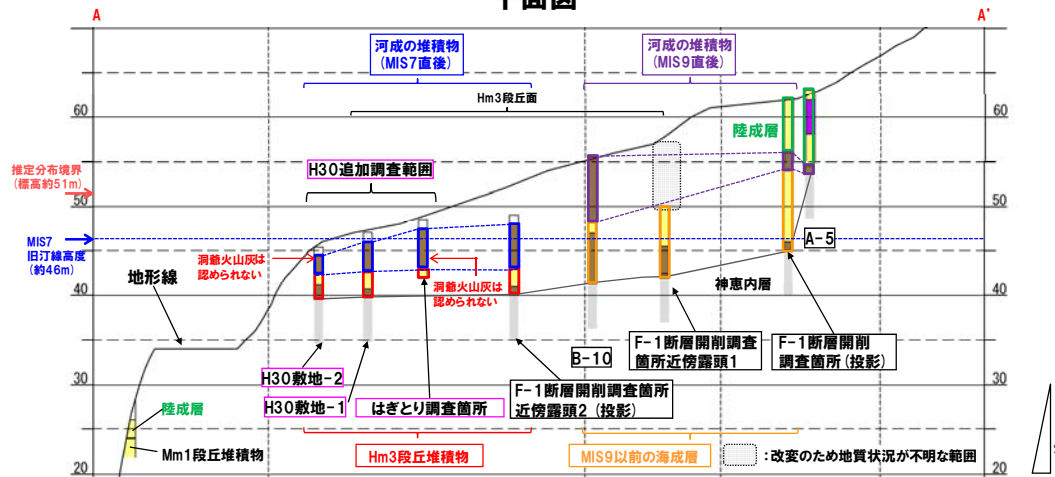 平面図
A
A'
河成の堆積物
(MIS7直後)
河成の堆積物
(MIS9直後)
Hm3段丘面
60
60
陸成層
推定分布境界
(標高約51m)
H30追加調査範囲
50
50
MIS7
旧汀線高度
(約46m)
洞爺火山灰は
認められない
A-5
地形線
洞爺火山灰は
認められない
神恵内層
40
40
B-10
F-1断層開削調査
箇所近傍露頭1
F-1断層開削
調査箇所(投影)
30
30
H30敷地-2
H30敷地-1
はぎとり調査箇所
F-1断層開削調査箇所
近傍露頭2(投影)
陸成層
Mm1段丘堆積物
Hm3段丘堆積物
MIS9以前の海成層
:改変のため地質状況が不明な範囲
20
20